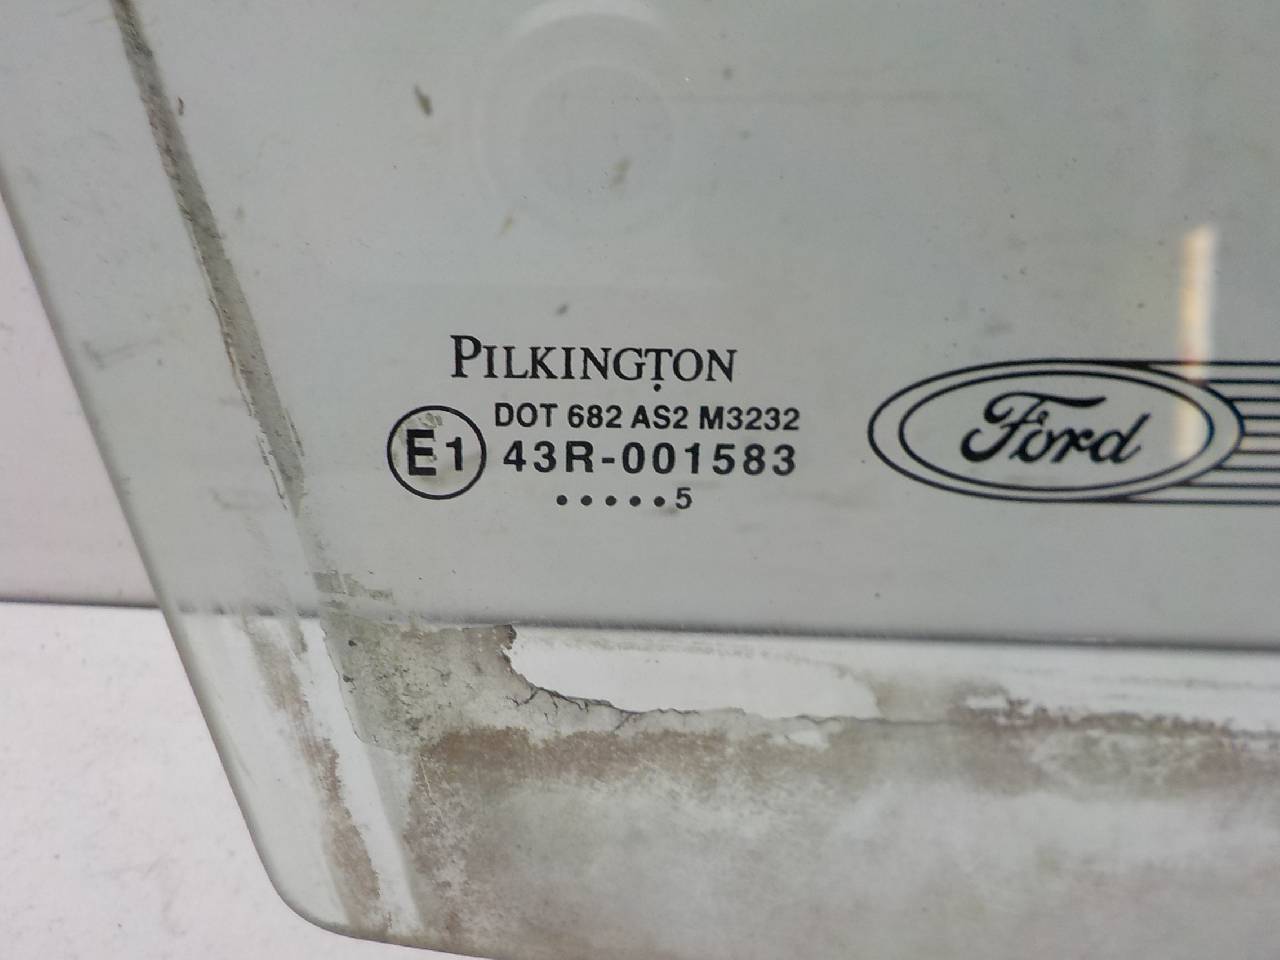 PILKINGTON
DOT 682 AS2 M3232
E1 43R-001583
.....5
Ford